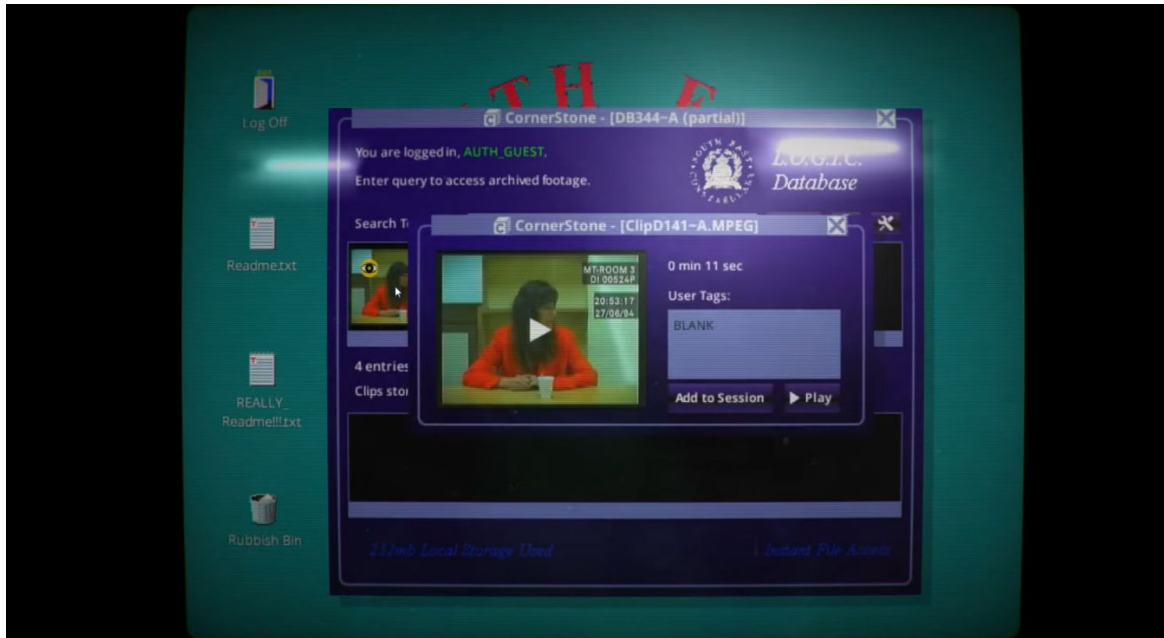 TH
Log Off
CornerStone - [DB344~A (partial)]
You are logged in, AUTH_GUEST.
Enter query to access archived footage.
L.O.G.I.C.
Database
Search
CornerStone - [ClipD141~A.MPEG]
MT-ROOM 3
DI 00524P
20:53:17
27/06/94
0 min 11 sec
User Tags:
BLANK
Add to Session
Play
Readme.txt
4 entries
Clips
REALLY_
Readme!!!.txt
Rubbish Bin
232mb Local Storage Used
Instant File Access